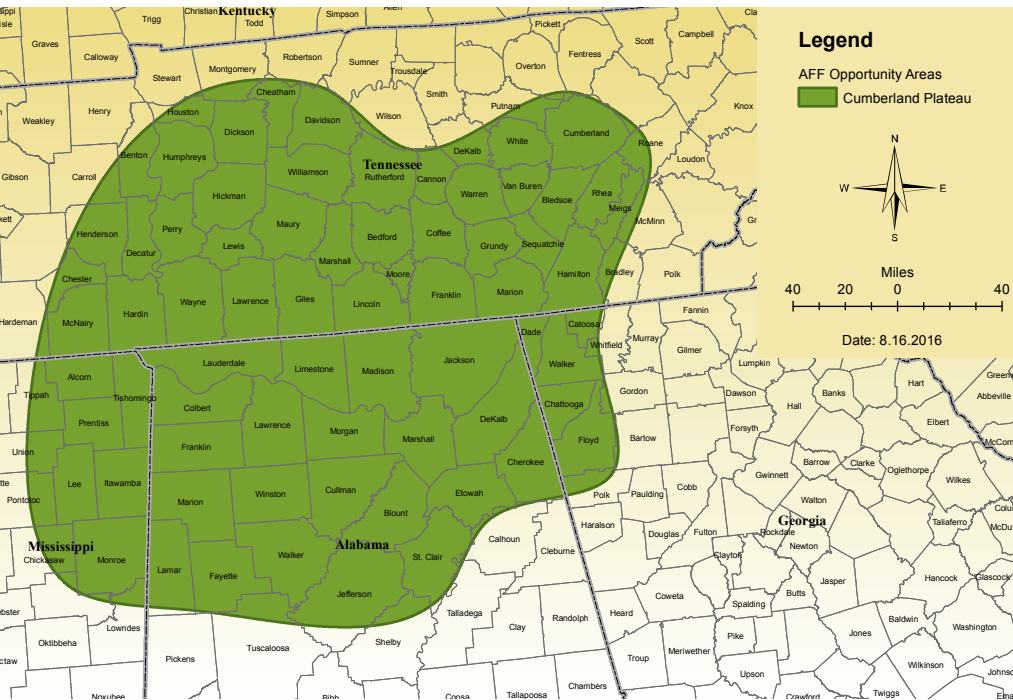 Christian
Kentucky
Trigg
Todd
Simpson
Allen
Graves
Calloway
Stewart
Montgomery
Robertson
Sumner
Trousdale
Smith
Pickett
Overton
Fentress
Scott
Campbell
Weakley
Henry
Houston
Cheatham
Dickson
Davidson
Wilson
Putnam
White
Cumberland
Roane
Knox
Loudon
Gibson
Carroll
Benton
Humphreys
Williamson
Tennessee
Rutherford
Cannon
DeKalb
Warren
Van Buren
Bledsoe
Rhea
Meigs
McMinn
Hickman
Henderson
Perry
Decatur
Lewis
Maury
Marshall
Bedford
Coffee
Grundy
Sequatchie
Moore
Hamilton
Bradley
Polk
Chester
McNairy
Hardeman
Hardin
Wayne
Lawrence
Giles
Lincoln
Franklin
Marion
Dade
Catoosa
Whitfield
Murray
Fannin
Gilmer
Lumpkin
Walker
Gordon
Dawson
Chattooga
Floyd
Bartow
Forsyth
Hall
Banks
Hart
Elbert
Abbeville
Tippah
Alcorn
Tishomingo
Prentiss
Lauderdale
Limestone
Madison
Jackson
Colbert
Lawrence
Franklin
Morgan
Marshall
DeKalb
Cherokee
Union
Pontotoc
Lee
Itawamba
Marion
Winston
Cullman
Etowah
Blount
Polk
Paulding
Cobb
Gwinnett
Barrow
Clarke
Oglethorpe
Wilkes
Walton
Georgia
Rockdale
Newton
Taliaferro
Haralson
Douglas
Fulton
Clayton
Mississippi
Chickasaw
Monroe
Lamar
Fayette
Walker
Alabama
St. Clair
Jefferson
Calhoun
Cleburne
Talladega
Clay
Randolph
Heard
Coweta
Spalding
Butts
Jasper
Hancock
Glascock
Baldwin
Washington
Jones
Pike
Meriwether
Troup
Upson
Wilkinson
Crawford
Twiggs
Lowndes
Oktibbeha
Noxubee
Pickens
Tuscaloosa
Shelby
Bibb
Coosa
Tallapoosa
Chambers
Legend
AFF Opportunity Areas
Cumberland Plateau
N
W
E
S
Miles
40 20 0 40
Date: 8.16.2016